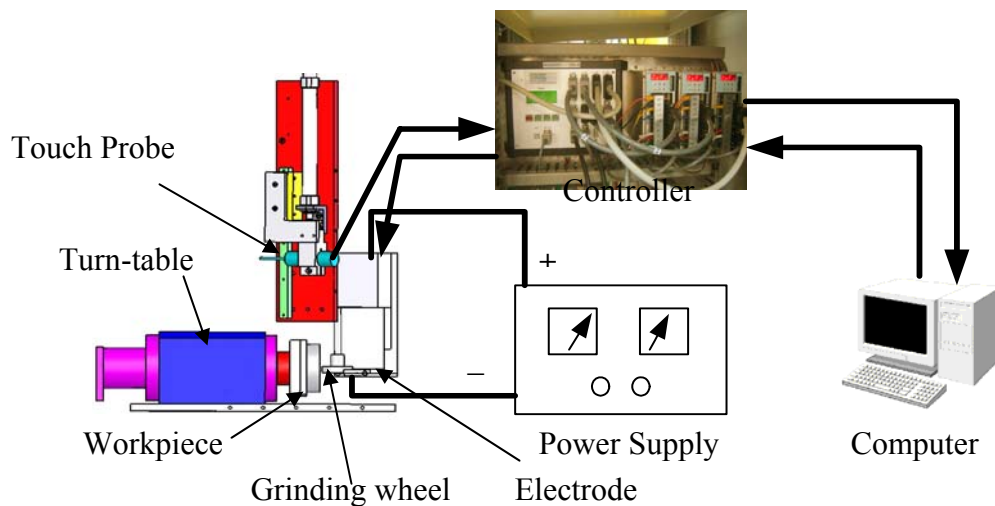 Touch Probe
Controller
Turn-table
+
–
Workpiece
Power Supply
Computer
Grinding wheel
Electrode